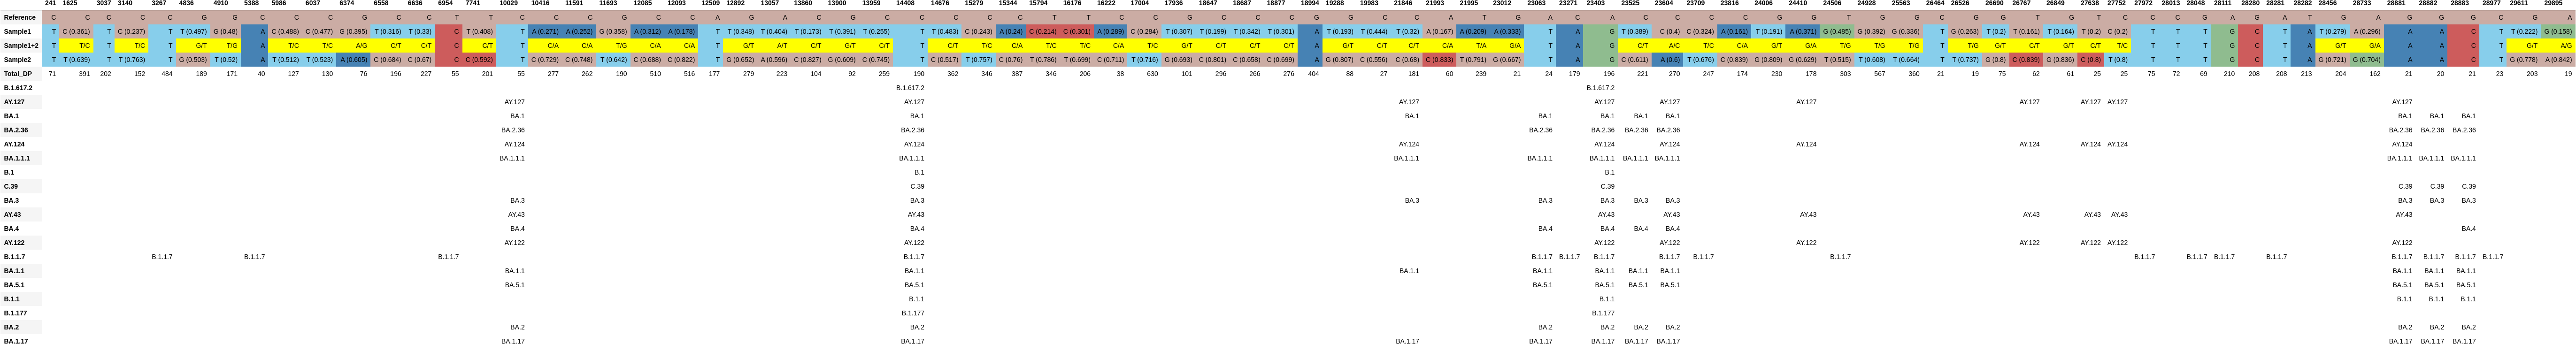 241 1625 3037 3140 3267 4836 4910 5388 5986 6037 6374 6558 6636 6954 7741 10029 10416 11591 11693 12085 12093 12509 12892 13057 13860 13900 13959 14408 14676 15279 15344 15794 16176 16222 17004 17936 18647 18687 18877 18994 19288 19983 21846 21993 21995 23012 23063 23271 23403 23525 23604 23709 23816 24006 24410 24506 24928 25563 26464 26526 26690 26767 26849 27638 27752 27972 28013 28048 28111 28280 28281 28282 28456 28733 28881 28882 28883 28977 29611 29895
Reference C C C C C G G C C C G C C T T C C C G C C A G A C G C C C C C T T C C G C C C G G C C A T G A C A C C C C G G T G G C G G C G T C C C G A G A T G A G G G C G
Sample1 T C (0.361) T C (0.237) T T (0.497) G (0.48) A C (0.488) C (0.477) G (0.395) T (0.316) T (0.33) C T (0.408) T A (0.271) A (0.252) G (0.358) A (0.312) A (0.178) T T (0.348) T (0.404) T (0.173) T (0.391) T (0.255) T T (0.483) C (0.243) A (0.24) C (0.214) C (0.301) A (0.289) C (0.284) T (0.307) T (0.199) T (0.342) T (0.301) A T (0.193) T (0.444) T (0.32) A (0.167) A (0.209) A (0.333) T A G T (0.389) C (0.4) C (0.324) A (0.161) T (0.191) A (0.371) G (0.485) G (0.392) G (0.336) T G (0.263) T (0.2) T (0.161) T (0.164) T (0.2) C (0.2) T T T G C T A T (0.279) A (0.296) A A C T T (0.222) G (0.158)
Sample1+2 T T/C T T/C T G/T T/G A T/C T/C A/G C/T C/T C C/T T C/A C/A T/G C/A C/A T G/T A/T C/T G/T C/T T C/T T/C C/A T/C T/C C/A T/C G/T C/T C/T C/T A G/T C/T C/T C/A T/A G/A T A G C/T A/C T/C C/A G/T G/A T/G T/G T/G T T/G G/T C/T G/T C/T T/C T T T G C T A G/T G/A A A C T G/T A/G
Sample2 T T (0.639) T T (0.763) T G (0.503) T (0.52) A T (0.512) T (0.523) A (0.605) C (0.684) C (0.67) C C (0.592) T C (0.729) C (0.748) T (0.642) C (0.688) C (0.822) T G (0.652) A (0.596) C (0.827) G (0.609) C (0.745) T C (0.517) T (0.757) C (0.76) T (0.786) T (0.699) C (0.711) T (0.716) G (0.693) C (0.801) C (0.658) C (0.699) A G (0.807) C (0.556) C (0.68) C (0.833) T (0.791) G (0.667) T A G C (0.611) A (0.6) T (0.676) C (0.839) G (0.809) G (0.629) T (0.515) T (0.608) T (0.664) T T (0.737) G (0.8) C (0.839) G (0.836) C (0.8) T (0.8) T T T G C T A G (0.721) G (0.704) A A C T G (0.778) A (0.842)
Total_DP 71 391 202 152 484 189 171 40 127 130 76 196 227 55 201 55 277 262 190 510 516 177 279 223 104 92 259 190 362 346 387 346 206 38 630 101 296 266 276 404 88 27 181 60 239 21 24 179 196 221 270 247 174 230 178 303 567 360 21 19 75 62 61 25 25 75 72 69 210 208 208 213 204 162 21 20 21 23 203 19
B.1.617.2 B.1.617.2 B.1.617.2
AY.127 AY.127 AY.127 AY.127 AY.127 AY.127 AY.127 AY.127 AY.127 AY.127 AY.127
BA.1 BA.1 BA.1 BA.1 BA.1 BA.1 BA.1 BA.1 BA.1 BA.1 BA.1
BA.2.36 BA.2.36 BA.2.36 BA.2.36 BA.2.36 BA.2.36 BA.2.36 BA.2.36 BA.2.36 BA.2.36
AY.124 AY.124 AY.124 AY.124 AY.124 AY.124 AY.124 AY.124 AY.124 AY.124 AY.124
BA.1.1.1 BA.1.1.1 BA.1.1.1 BA.1.1.1 BA.1.1.1 BA.1.1.1 BA.1.1.1 BA.1.1.1 BA.1.1.1 BA.1.1.1 BA.1.1.1
B.1 B.1 B.1
C.39 C.39 C.39 C.39 C.39 C.39
BA.3 BA.3 BA.3 BA.3 BA.3 BA.3 BA.3 BA.3 BA.3 BA.3 BA.3
AY.43 AY.43 AY.43 AY.43 AY.43 AY.43 AY.43 AY.43 AY.43 AY.43
BA.4 BA.4 BA.4 BA.4 BA.4 BA.4 BA.4 BA.4
AY.122 AY.122 AY.122 AY.122 AY.122 AY.122 AY.122 AY.122 AY.122 AY.122
B.1.1.7 B.1.1.7 B.1.1.7 B.1.1.7 B.1.1.7 B.1.1.7 B.1.1.7 B.1.1.7 B.1.1.7 B.1.1.7 B.1.1.7 B.1.1.7 B.1.1.7 B.1.1.7 B.1.1.7 B.1.1.7 B.1.1.7 B.1.1.7 B.1.1.7
BA.1.1 BA.1.1 BA.1.1 BA.1.1 BA.1.1 BA.1.1 BA.1.1 BA.1.1 BA.1.1 BA.1.1 BA.1.1
BA.5.1 BA.5.1 BA.5.1 BA.5.1 BA.5.1 BA.5.1 BA.5.1 BA.5.1 BA.5.1 BA.5.1
B.1.1 B.1.1 B.1.1 B.1.1 B.1.1 B.1.1
B.1.177 B.1.177 B.1.177
BA.2 BA.2 BA.2 BA.2 BA.2 BA.2 BA.2 BA.2 BA.2 BA.2
BA.1.17 BA.1.17 BA.1.17 BA.1.17 BA.1.17 BA.1.17 BA.1.17 BA.1.17 BA.1.17 BA.1.17 BA.1.17